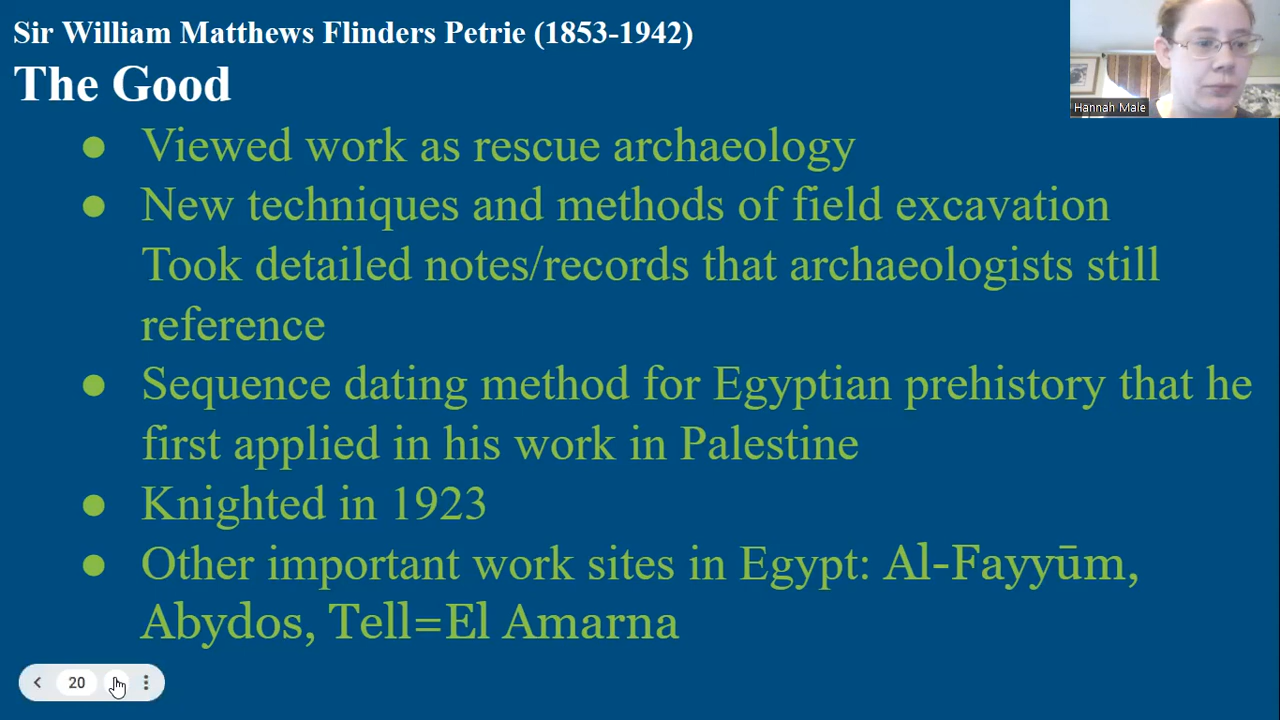 Sir William Matthews Flinders Petrie (1853-1942)
The Good
Hannah Male
● Viewed work as rescue archaeology
● New techniques and methods of field excavation
Took detailed notes/records that archaeologists still
reference
● Sequence dating method for Egyptian prehistory that he
first applied in his work in Palestine
● Knighted in 1923
● Other important work sites in Egypt: Al-Fayyūm,
Abydos, Tell=El Amarna
20